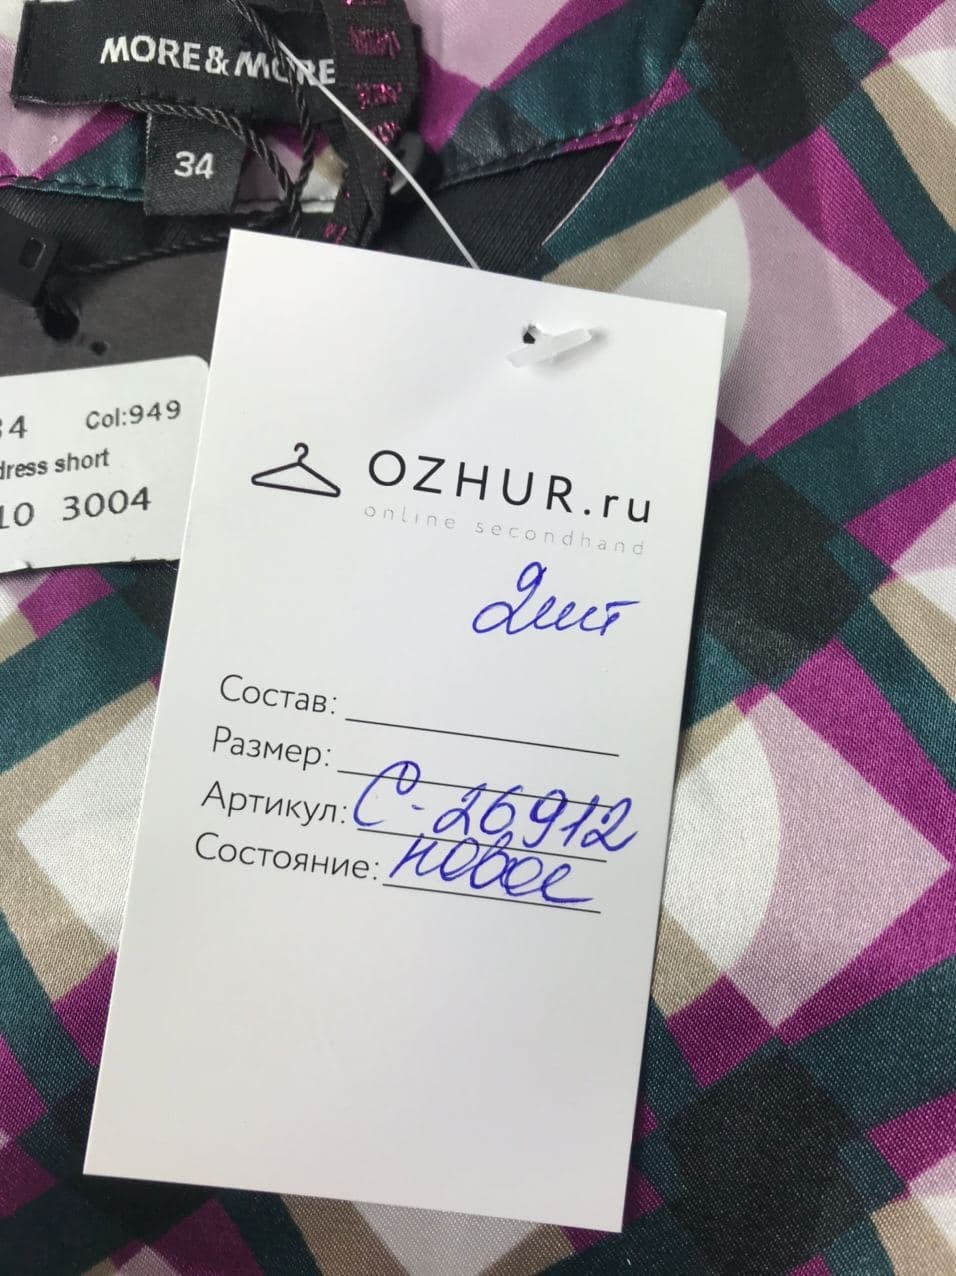 MORE & MORE
34
34 Col:949
dress short
10 3004
OZHUR.ru
online secondhand
2шт
Состав:
Размер:
Артикул: С-26912
Состояние: новое